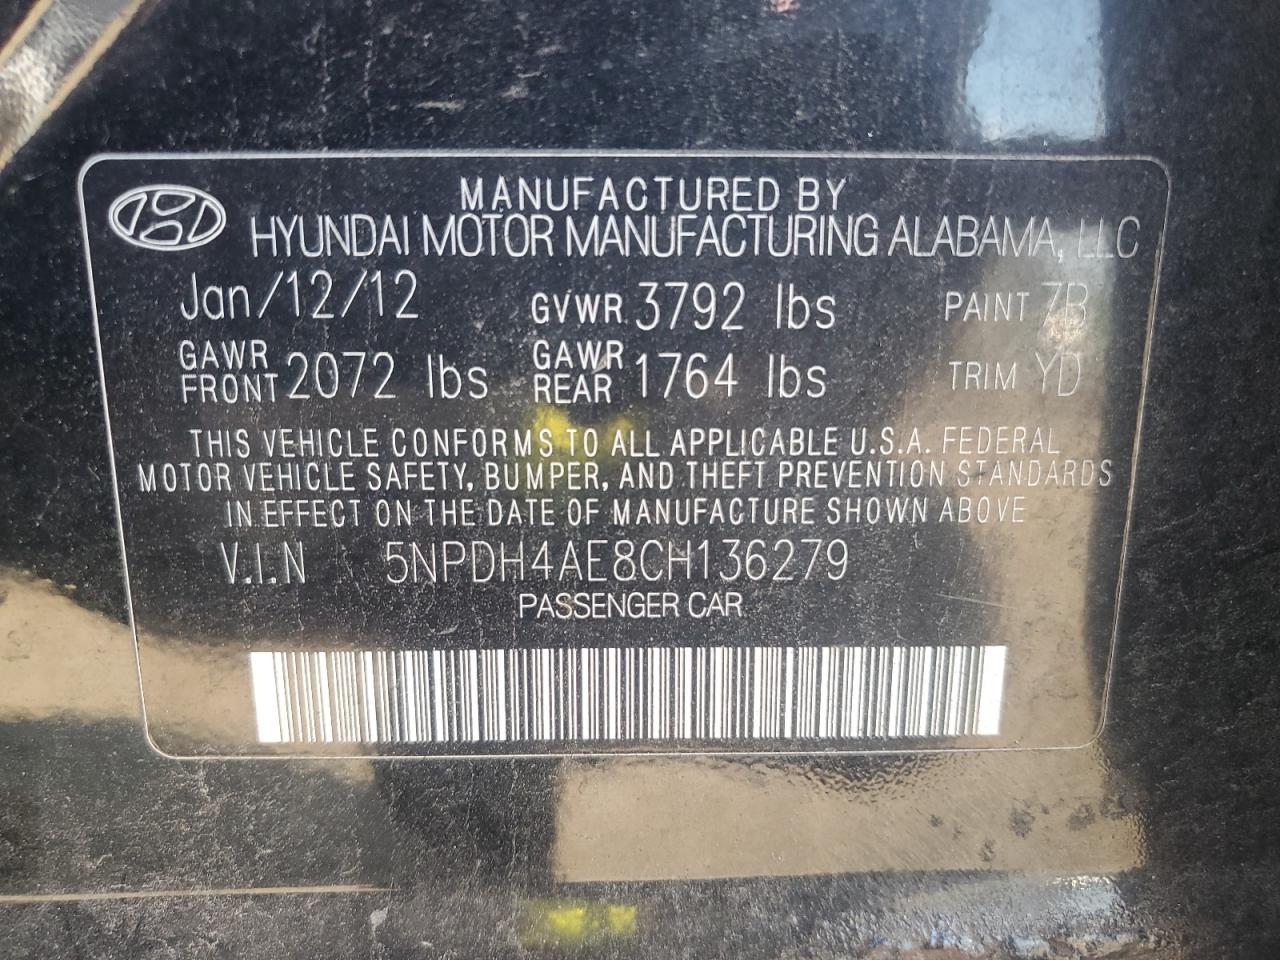 MANUFACTURED BY
HYUNDAI MOTOR MANUFACTURING ALABAMA, LLC
Jan/12/12 GVWR 3792 lbs PAINT 7B
GAWR FRONT 2072 lbs GAWR REAR 1764 lbs TRIM YD
THIS VEHICLE CONFORMS TO ALL APPLICABLE U.S.A. FEDERAL
MOTOR VEHICLE SAFETY, BUMPER, AND THEFT PREVENTION STANDARDS
IN EFFECT ON THE DATE OF MANUFACTURE SHOWN ABOVE
V.I.N 5NPDH4AE8CH136279
PASSENGER CAR